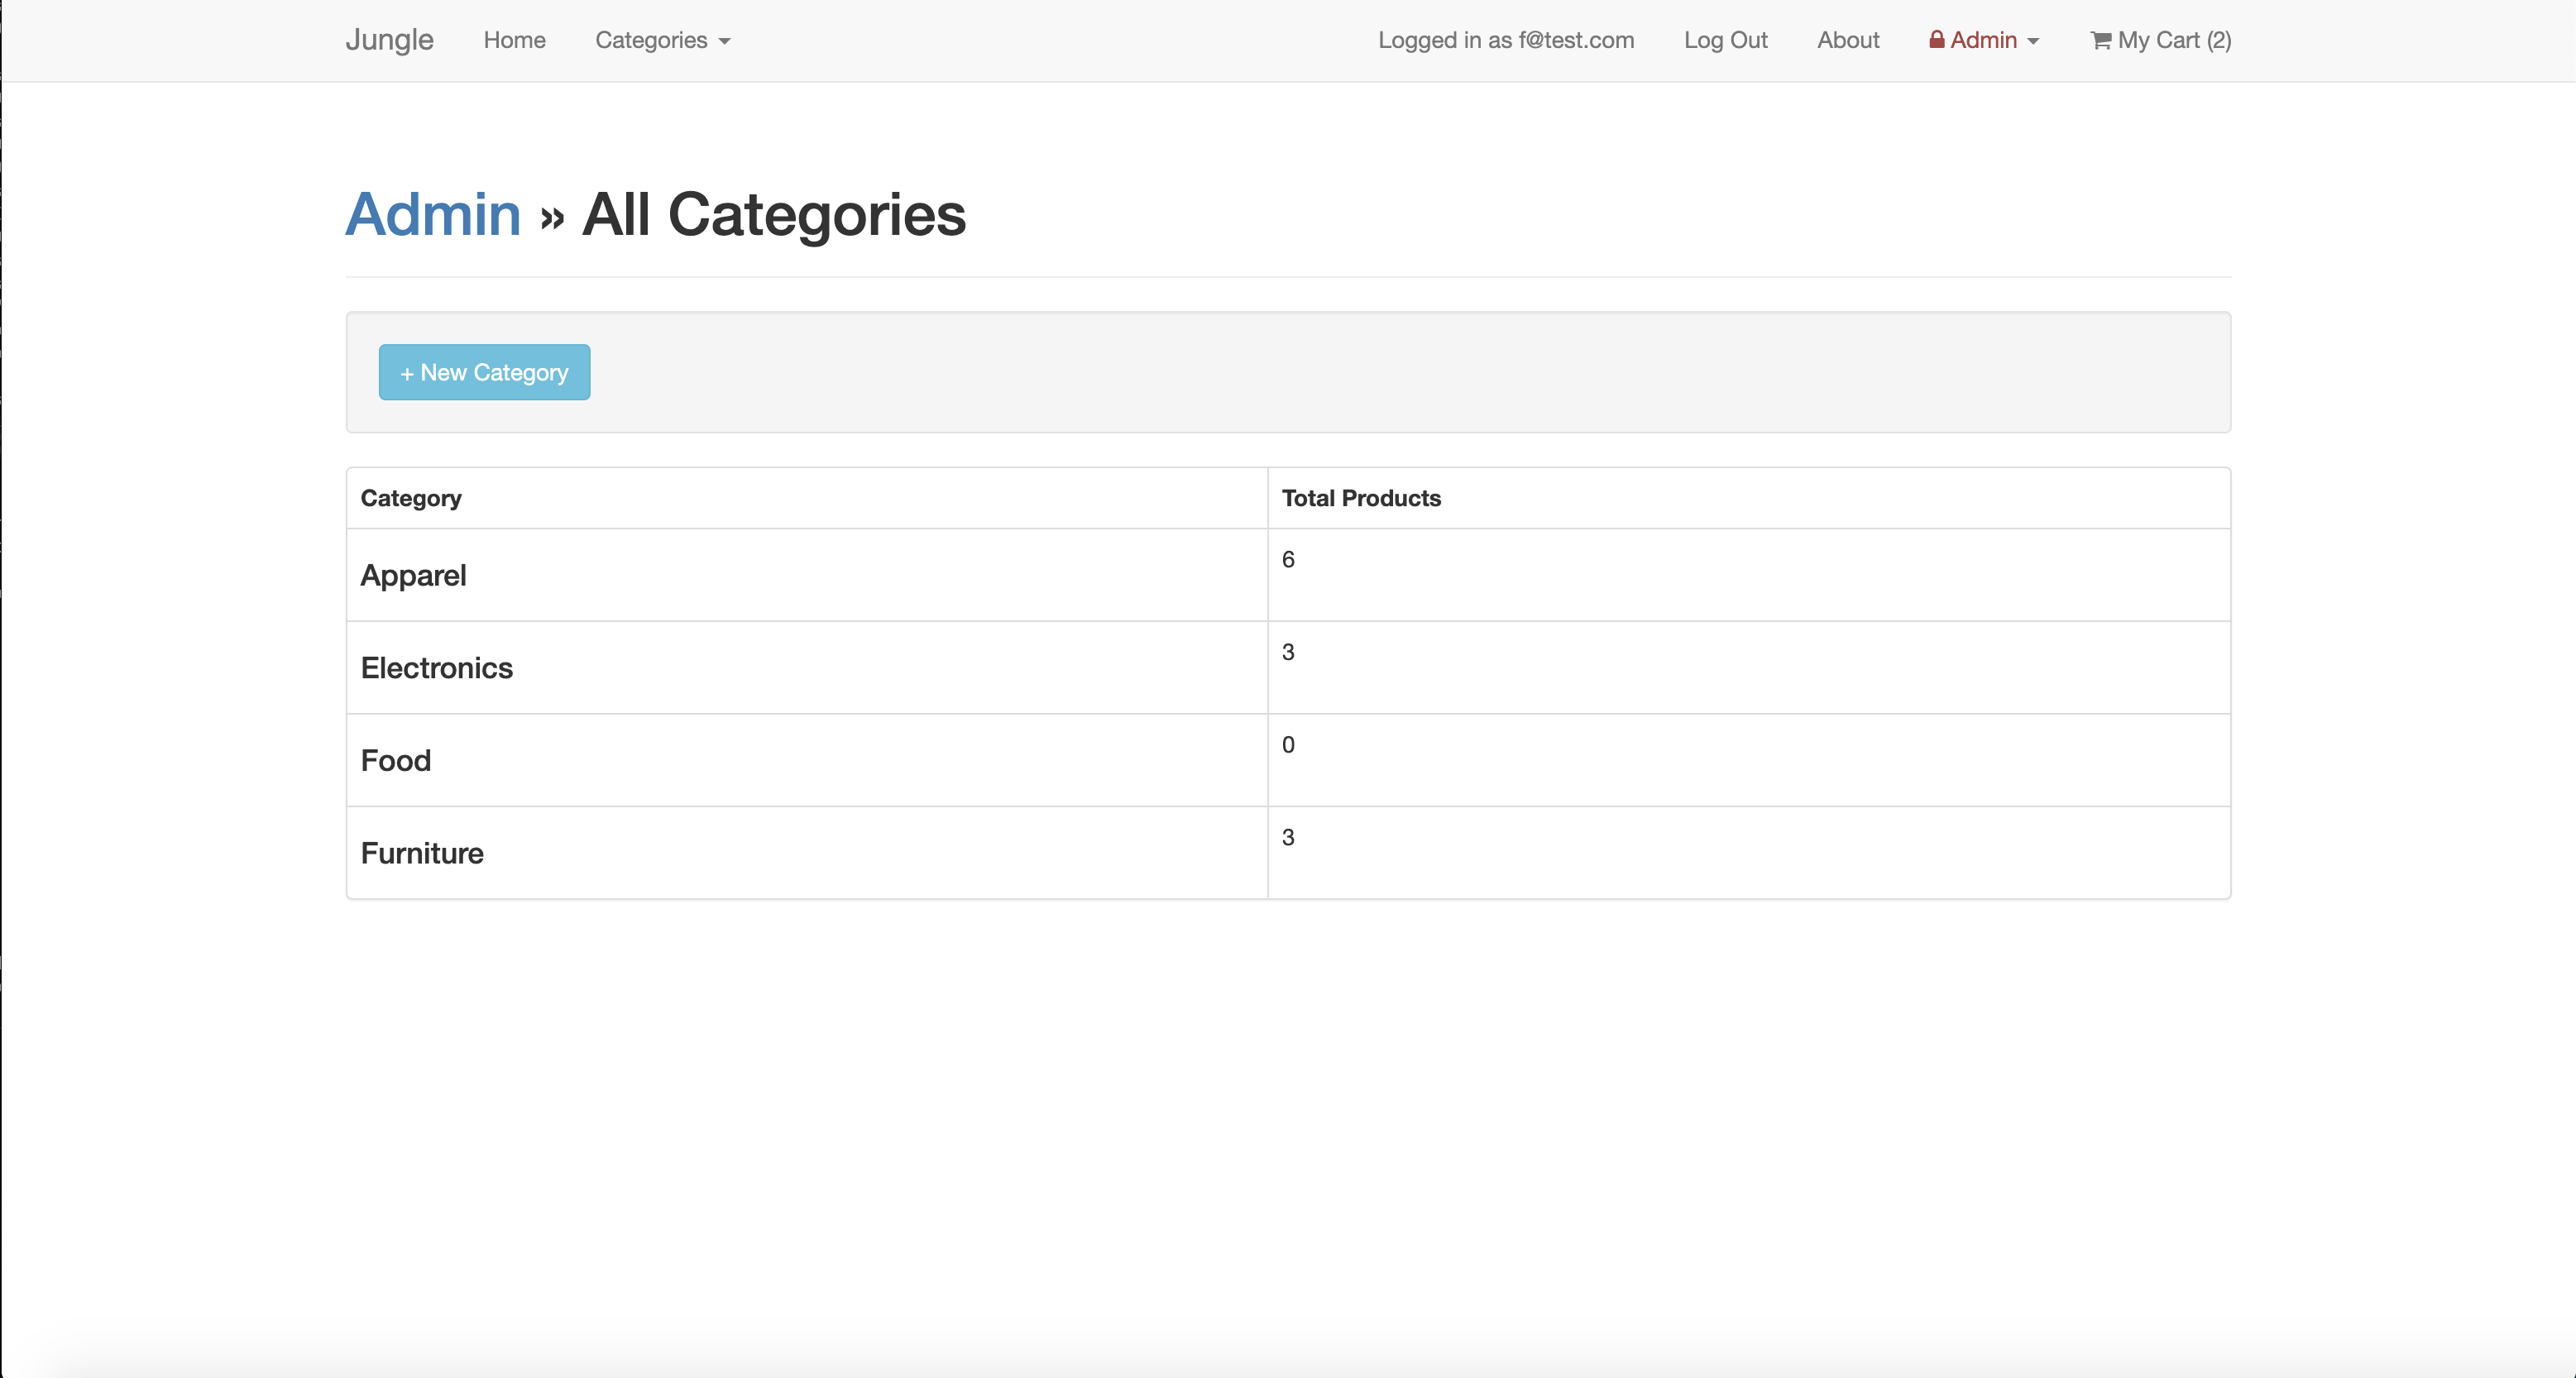 Jungle Home Categories Logged in as f@test.com Log Out About Admin My Cart (2)
Admin » All Categories
+ New Category
Category Total Products
Apparel 6
Electronics 3
Food 0
Furniture 3